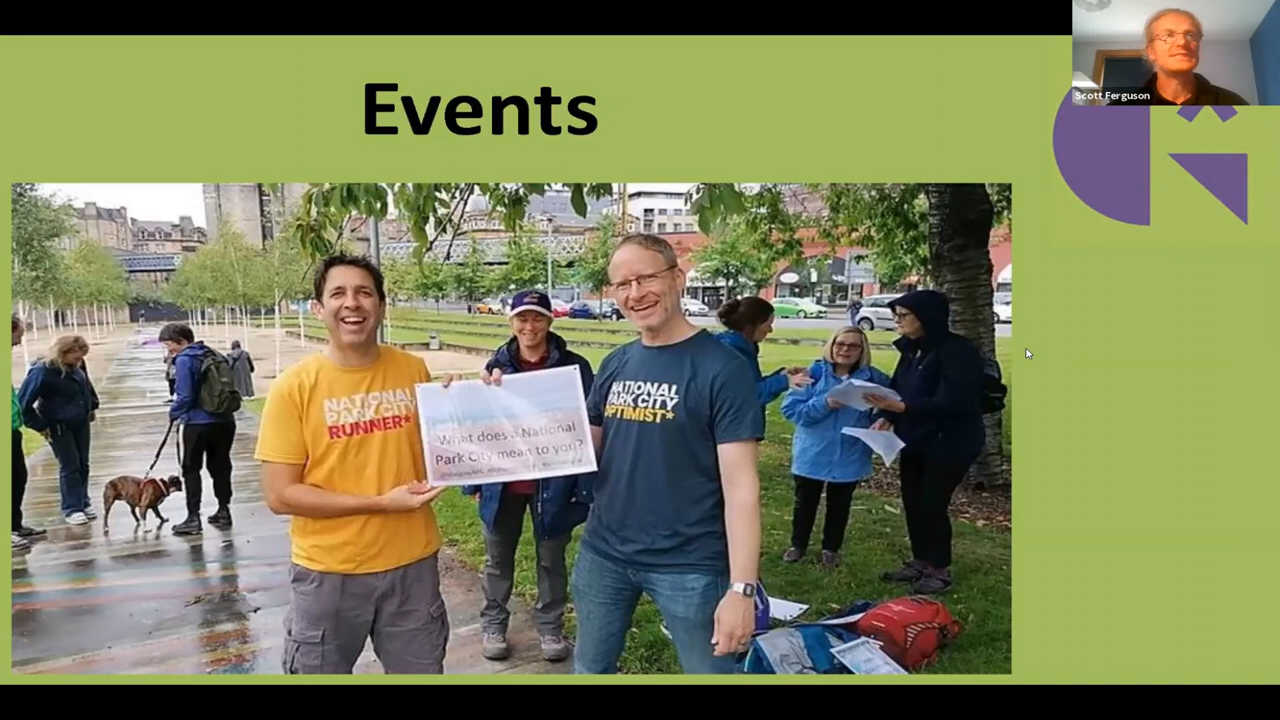 Scott Ferguson
Events
NATIONAL
PARK CITY
RUNNER*
NATIONAL
PARK CITY
OPTIMIST*
What does a National
Park City mean to you?